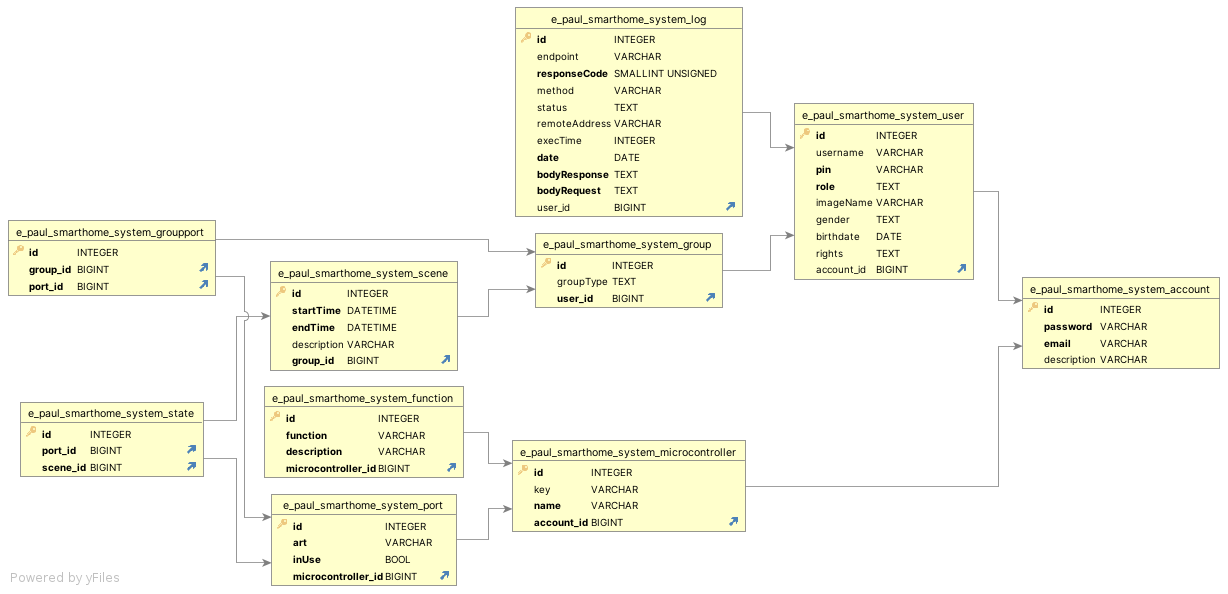 e_paul_smarthome_system_log
id INTEGER
endpoint VARCHAR
responseCode SMALLINT UNSIGNED
method VARCHAR
status TEXT
remoteAddress VARCHAR
execTime INTEGER
date DATE
bodyResponse TEXT
bodyRequest TEXT
user_id BIGINT
e_paul_smarthome_system_user
id INTEGER
username VARCHAR
pin VARCHAR
role TEXT
imageName VARCHAR
gender TEXT
birthdate DATE
rights TEXT
account_id BIGINT
e_paul_smarthome_system_groupport
id INTEGER
group_id BIGINT
port_id BIGINT
e_paul_smarthome_system_group
id INTEGER
groupType TEXT
user_id BIGINT
e_paul_smarthome_system_scene
id INTEGER
startTime DATETIME
endTime DATETIME
description VARCHAR
group_id BIGINT
e_paul_smarthome_system_account
id INTEGER
password VARCHAR
email VARCHAR
description VARCHAR
e_paul_smarthome_system_state
id INTEGER
port_id BIGINT
scene_id BIGINT
e_paul_smarthome_system_function
id INTEGER
function VARCHAR
description VARCHAR
microcontroller_id BIGINT
e_paul_smarthome_system_microcontroller
id INTEGER
key VARCHAR
name VARCHAR
account_id BIGINT
e_paul_smarthome_system_port
id INTEGER
art VARCHAR
inUse BOOL
microcontroller_id BIGINT
Powered by yFiles